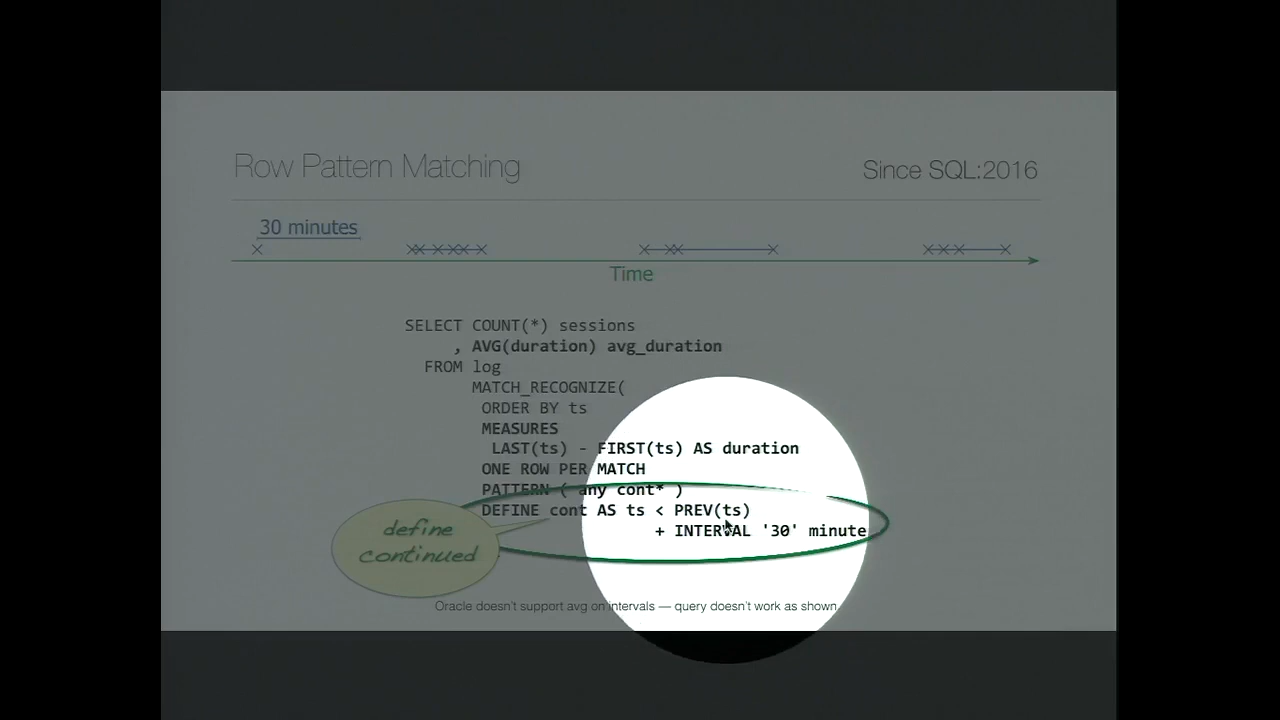 Row Pattern Matching
Since SQL:2016
30 minutes
Time
SELECT COUNT(*) sessions
, AVG(duration) avg_duration
FROM log
MATCH_RECOGNIZE(
ORDER BY ts
MEASURES
LAST(ts) - FIRST(ts) AS duration
ONE ROW PER MATCH
PATTERN ( any cont* )
DEFINE cont AS ts < PREV(ts)
+ INTERVAL '30' minute
define
continued
Oracle doesn't support avg on intervals — query doesn't work as shown